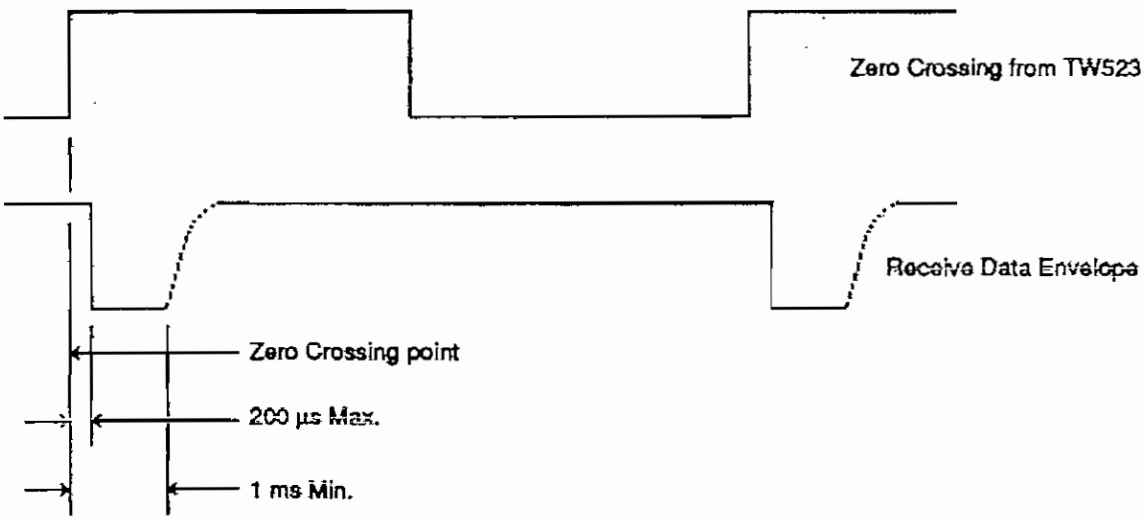 Zero Crossing from TW523
Receive Data Envelope
Zero Crossing point
200 µs Max.
1 ms Min.